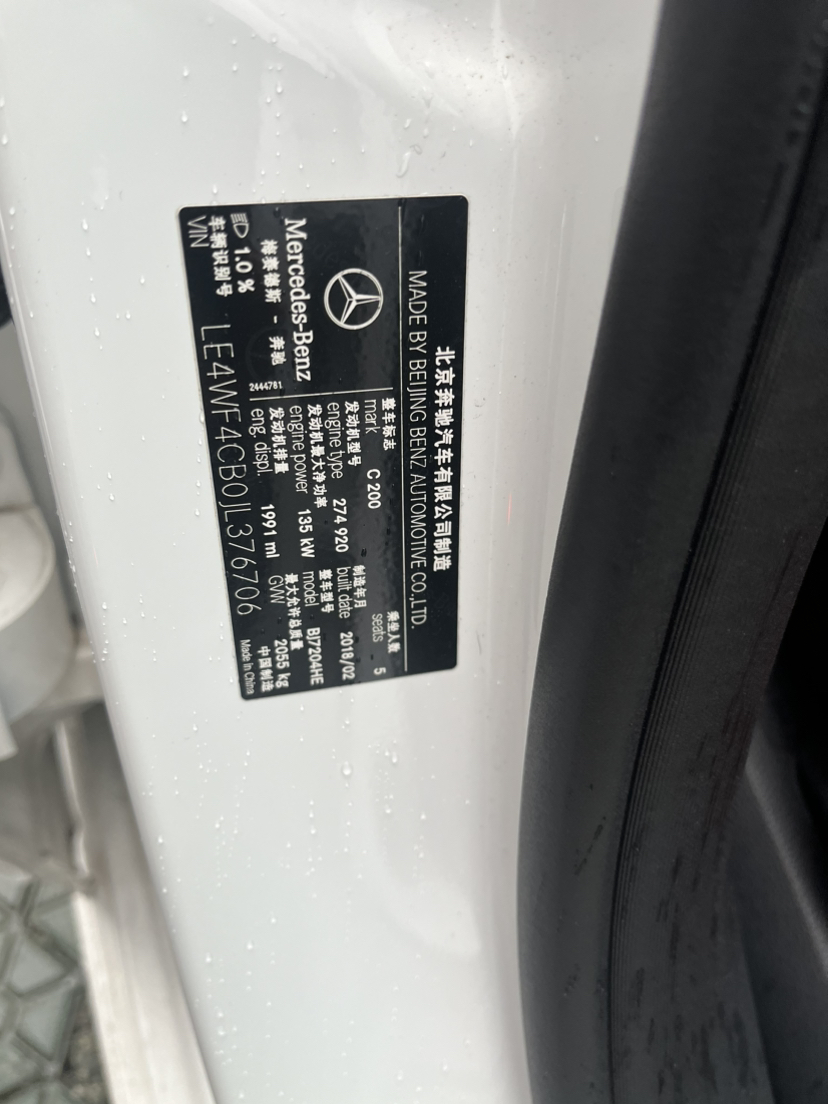 北京奔驰汽车有限公司制造
MADE BY BEIJING BENZ AUTOMOTIVE CO.,LTD.
Mercedes-Benz
梅赛德斯 - 奔驰
1.0 %
2444781
整车标志
mark C 200
乘坐人数
seats 5
发动机型号
engine type 274 920
制造年月
built date 2018/02
发动机最大净功率
engine power 135 kW
整车型号
model BJ7204HE
发动机排量
eng. displ. 1991 ml
最大允许总质量
GVW 2055 kg
车辆识别号
VIN LE4WF4CB0JL376706
中国制造
Made in China